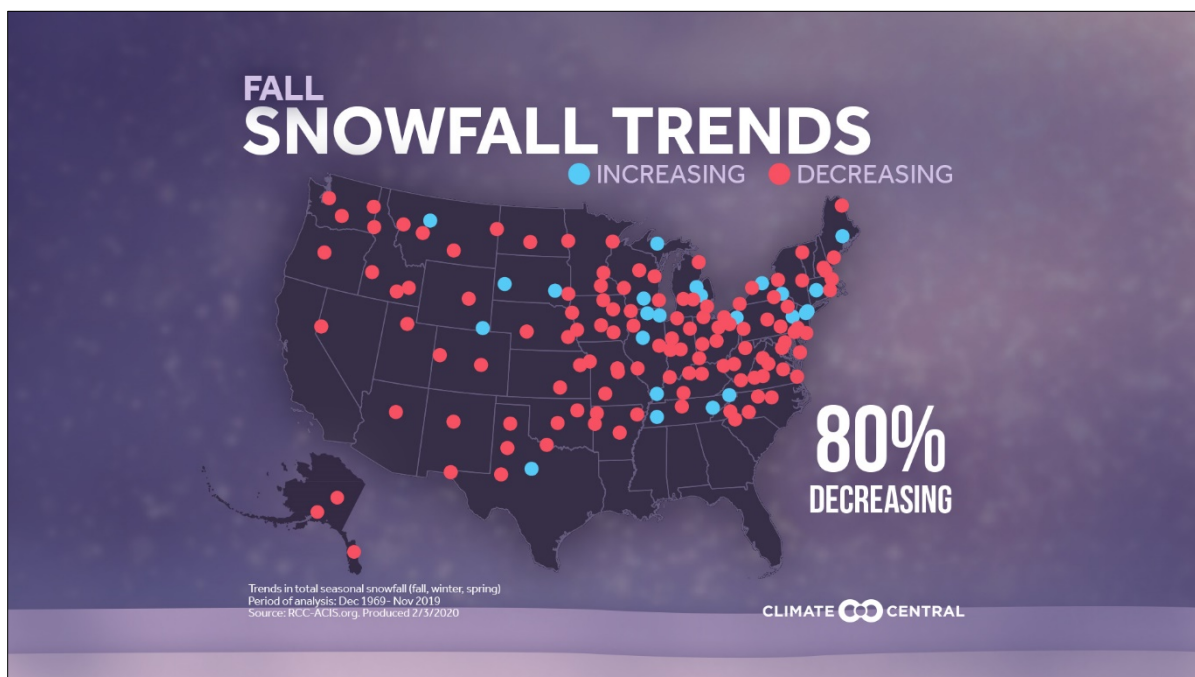 FALL
SNOWFALL TRENDS
INCREASING DECREASING
80%
DECREASING
Trends in total seasonal snowfall (fall, winter, spring)
Period of analysis: Dec 1969- Nov 2019
Source: RCC-ACIS.org. Produced 2/3/2020
CLIMATE CENTRAL